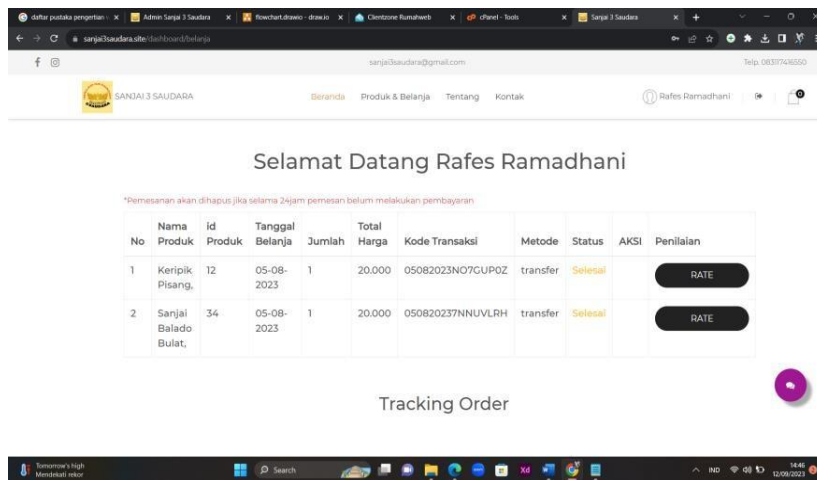 daftar pustaka pengertian
Admin Sanjai 3 Saudara
flowchart.drawio - draw.io
Clientzone Rumahweb
cPanel - Tools
Sanjai 3 Saudara
sanjai3saudara.site/dashboard/belanja
sanjai3saudara@gmail.com
Telp. 083117416550
SANJAI 3 SAUDARA
Beranda Produk & Belanja Tentang Kontak
Rafes Ramadhani
0
Selamat Datang Rafes Ramadhani
*Pemesanan akan dihapus jika selama 24jam pemesan belum melakukan pembayaran
No Nama Produk id Produk Tanggal Belanja Jumlah Total Harga Kode Transaksi Metode Status AKSI Penilaian
1 Keripik Pisang, 12 05-08-2023 1 20.000 05082023NO7GUP0Z transfer Selesai RATE
2 Sanjai Balado Bulat, 34 05-08-2023 1 20.000 050820237NNUVLRH transfer Selesai RATE
Tracking Order
Tomorrow's high
Mendekati rekor
Search
IND
14:46
12/09/2023